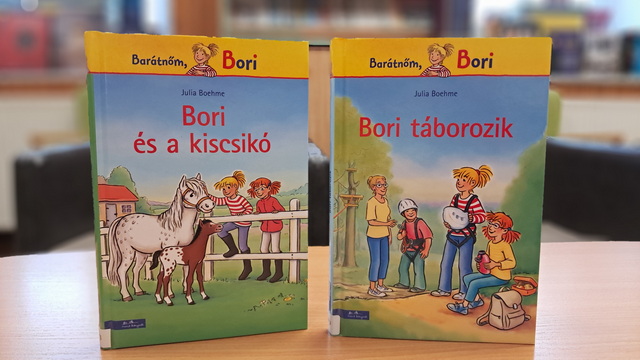 Barátnőm, Bori
Julia Boehme
Bori
és a kiscsikó
Barátnőm, Bori
Julia Boehme
Bori táborozik